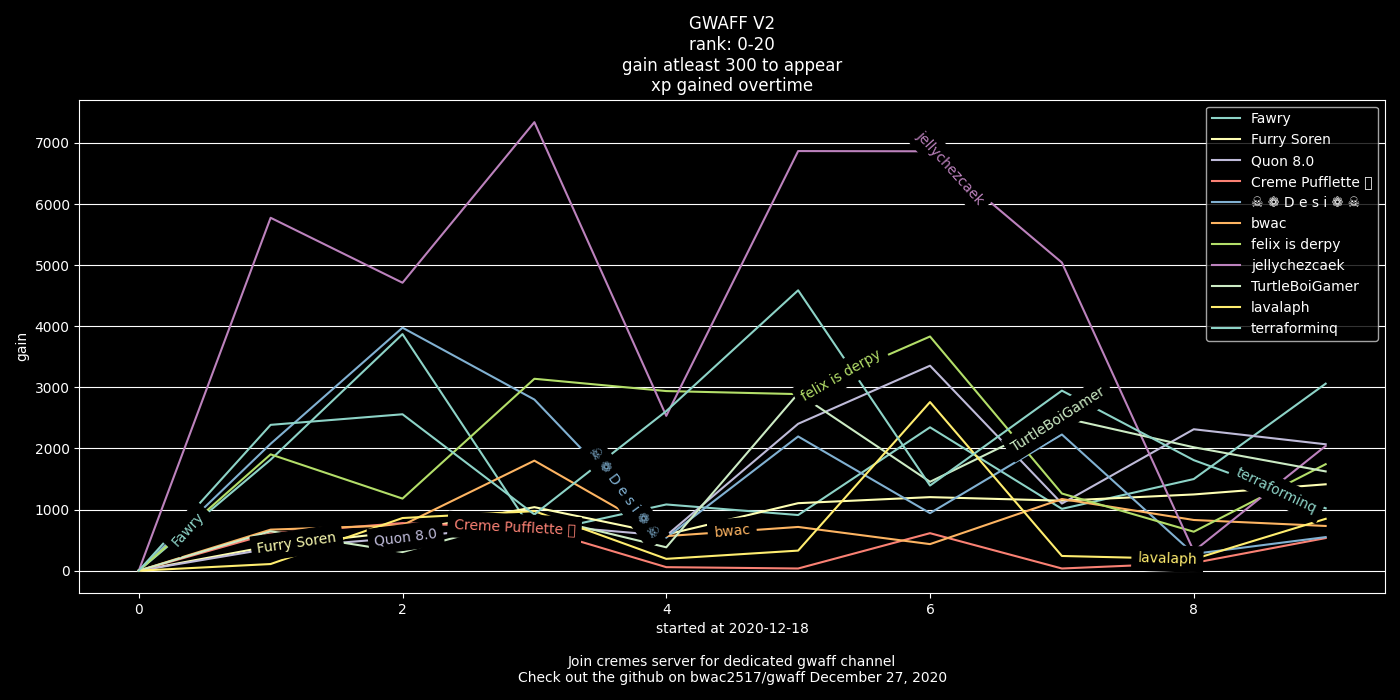 GWAFF V2
rank: 0-20
gain atleast 300 to appear
xp gained overtime
7000
6000
5000
4000
3000
2000
1000
0
gain
0
2
4
6
8
started at 2020-12-18
Fawry
Furry Soren
Quon 8.0
Creme Pufflette
☠ ❁ D e s i ❁ ☠
bwac
felix is derpy
jellychezcaek
TurtleBoiGamer
lavalaph
terraforminq
Fawry
Furry Soren
Quon 8.0
Creme Pufflette
☠ ❁ D e s i ❁ ☠
bwac
felix is derpy
jellychezcaek
TurtleBoiGamer
lavalaph
terraforminq
Join cremes server for dedicated gwaff channel
Check out the github on bwac2517/gwaff December 27, 2020